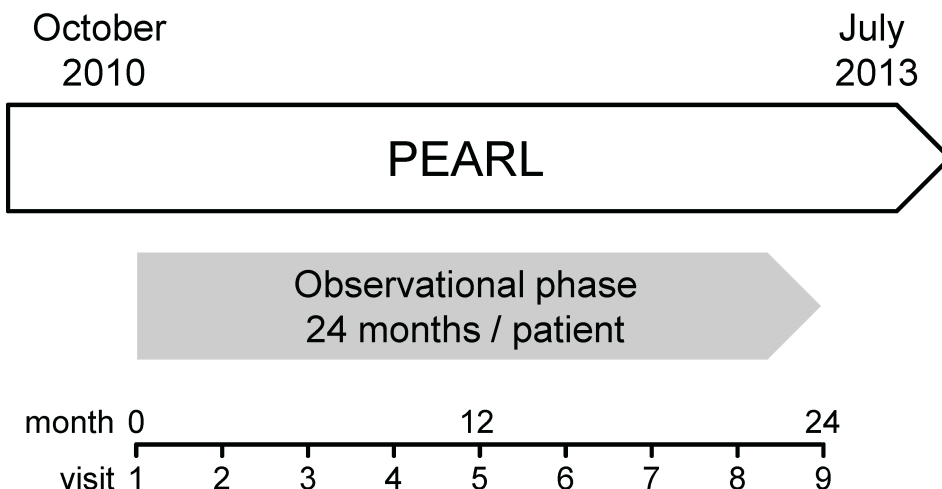 October
2010
July
2013
PEARL
Observational phase
24 months / patient
month 0 12 24
visit 1 2 3 4 5 6 7 8 9